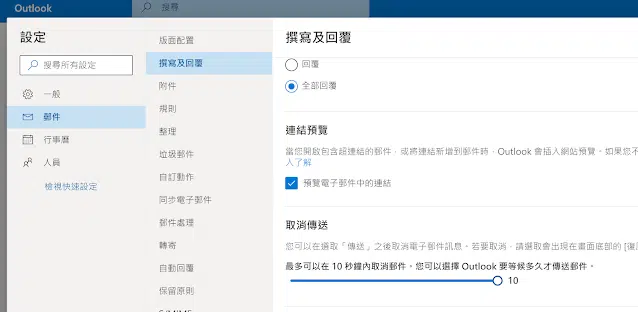 Outlook
搜尋
設定
搜尋所有設定
一般
郵件
行事曆
人員
檢視快速設定
版面配置
撰寫及回覆
附件
規則
整理
垃圾郵件
自訂動作
同步電子郵件
郵件處理
轉寄
自動回覆
保留原則
S/MIME
撰寫及回覆
回覆
全部回覆
連結預覽
當您開啟包含超連結的郵件，或將連結新增到郵件時，Outlook 會插入網站預覽。如果您不
人了解
預覽電子郵件中的連結
取消傳送
您可以在選取「傳送」之後取消電子郵件訊息。若要取消，請選取會出現在畫面底部的 [復原
最多可以在 10 秒鐘內取消郵件。您可以選擇 Outlook 要等候多久才傳送郵件。
10